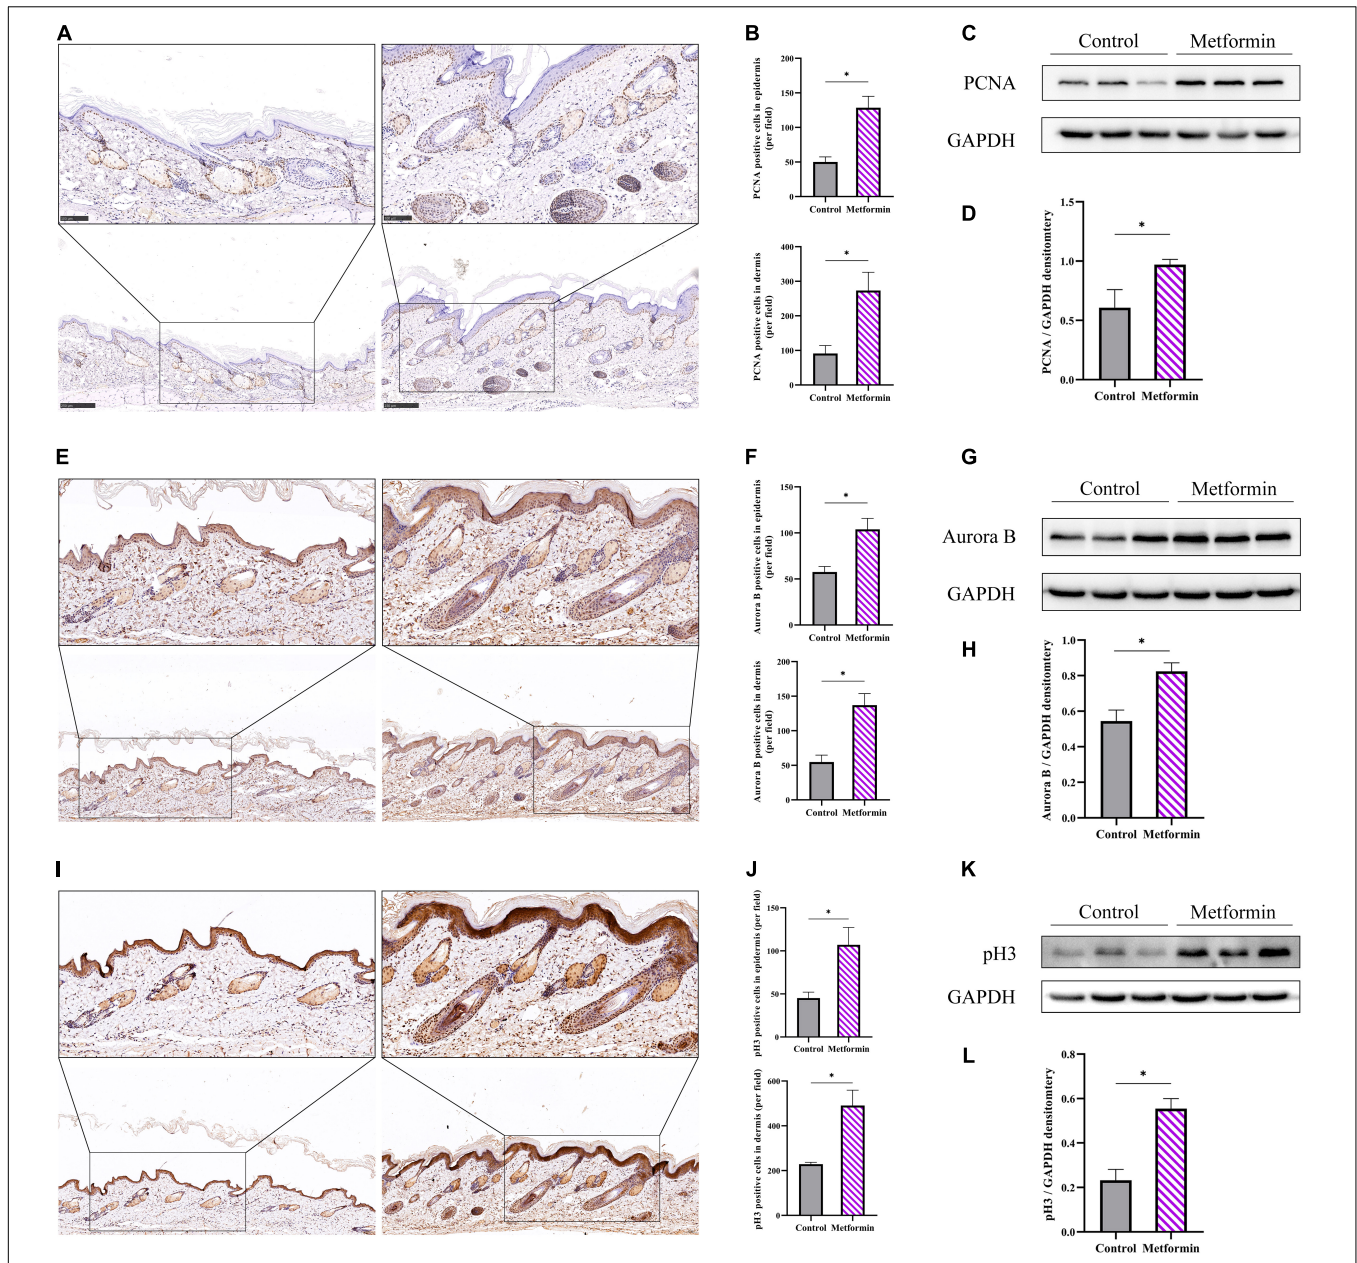 A
B
PCNA positive cells in epidermis
(per field)
200
150
100
50
0
*
Control Metformin
PCNA positive cells in dermis
(per field)
400
300
200
100
0
*
Control Metformin
C
Control Metformin
PCNA
GAPDH
D
PCNA / GAPDH densitomtery
1.5
1.0
0.5
0.0
*
Control Metformin
E
F
Aurora B positive cells in epidermis
(per field)
150
100
50
0
*
Control Metformin
Aurora B positive cells in dermis
(per field)
200
150
100
50
0
*
Control Metformin
G
Control Metformin
Aurora B
GAPDH
H
Aurora B / GAPDH densitomtery
1.0
0.8
0.6
0.4
0.2
0.0
*
Control Metformin
I
J
pH3 positive cells in epidermis (per field)
150
100
50
0
*
Control Metformin
pH3 positive cells in dermis (per field)
600
400
200
0
*
Control Metformin
K
Control Metformin
pH3
GAPDH
L
pH3 / GAPDH densitomtery
0.8
0.6
0.4
0.2
0.0
*
Control Metformin